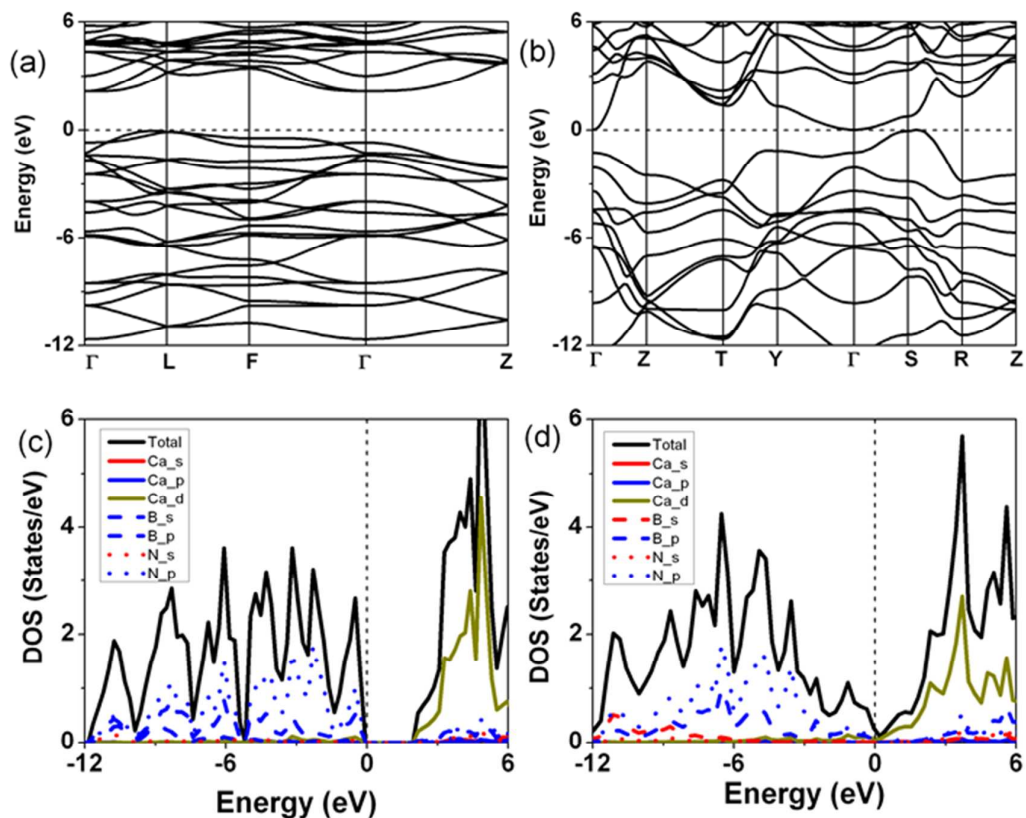 (a)
Energy (eV)
6
0
-6
-12
Γ L F Γ Z
(b)
Energy (eV)
6
0
-6
-12
Γ Z T Y Γ S R Z
(c)
DOS (States/eV)
6
4
2
0
Total
Ca_s
Ca_p
Ca_d
B_s
B_p
N_s
N_p
-12 -6 0 6
Energy (eV)
(d)
DOS (States/eV)
6
4
2
0
Total
Ca_s
Ca_p
Ca_d
B_s
B_p
N_s
N_p
-12 -6 0 6
Energy (eV)